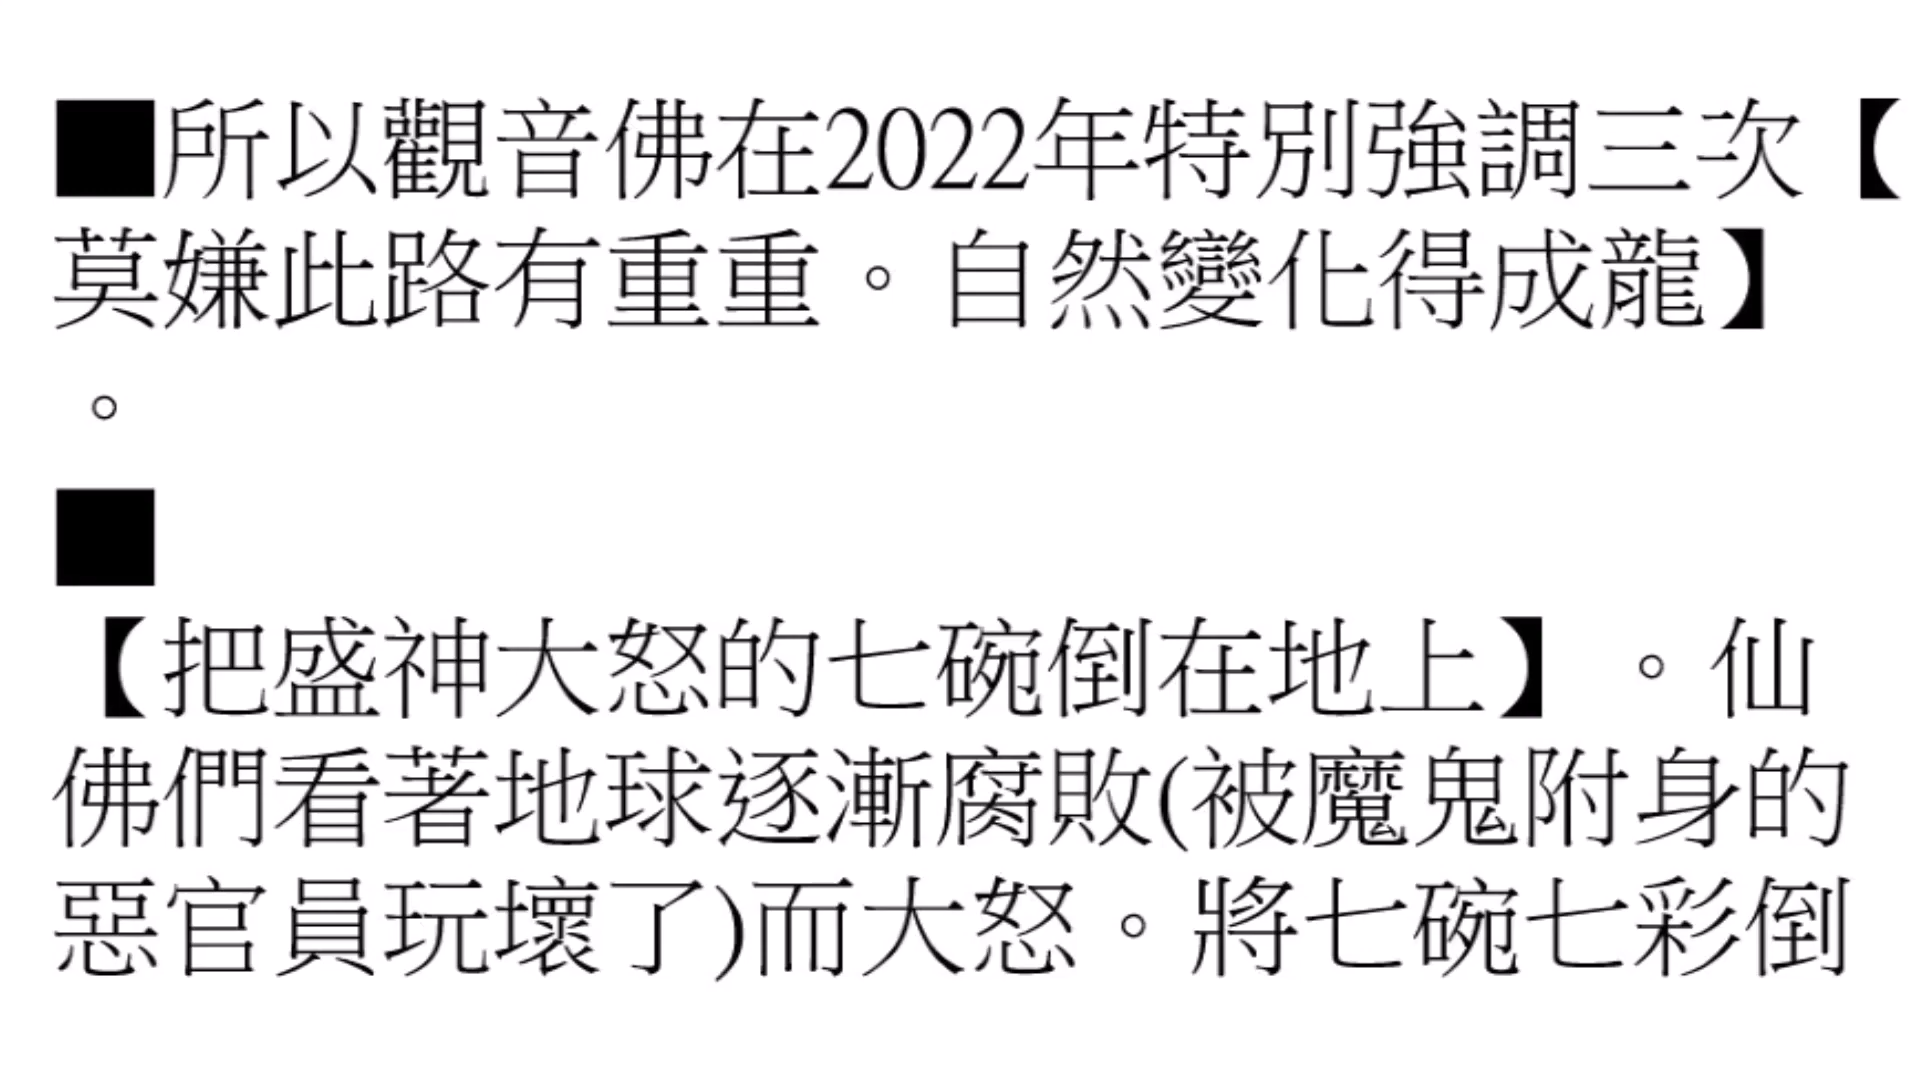 ■所以觀音佛在2022年特別強調三次【
莫嫌此路有重重。自然變化得成龍】
。
■
【把盛神大怒的七碗倒在地上】。仙
佛們看著地球逐漸腐敗(被魔鬼附身的
惡官員玩壞了)而大怒。將七碗七彩倒